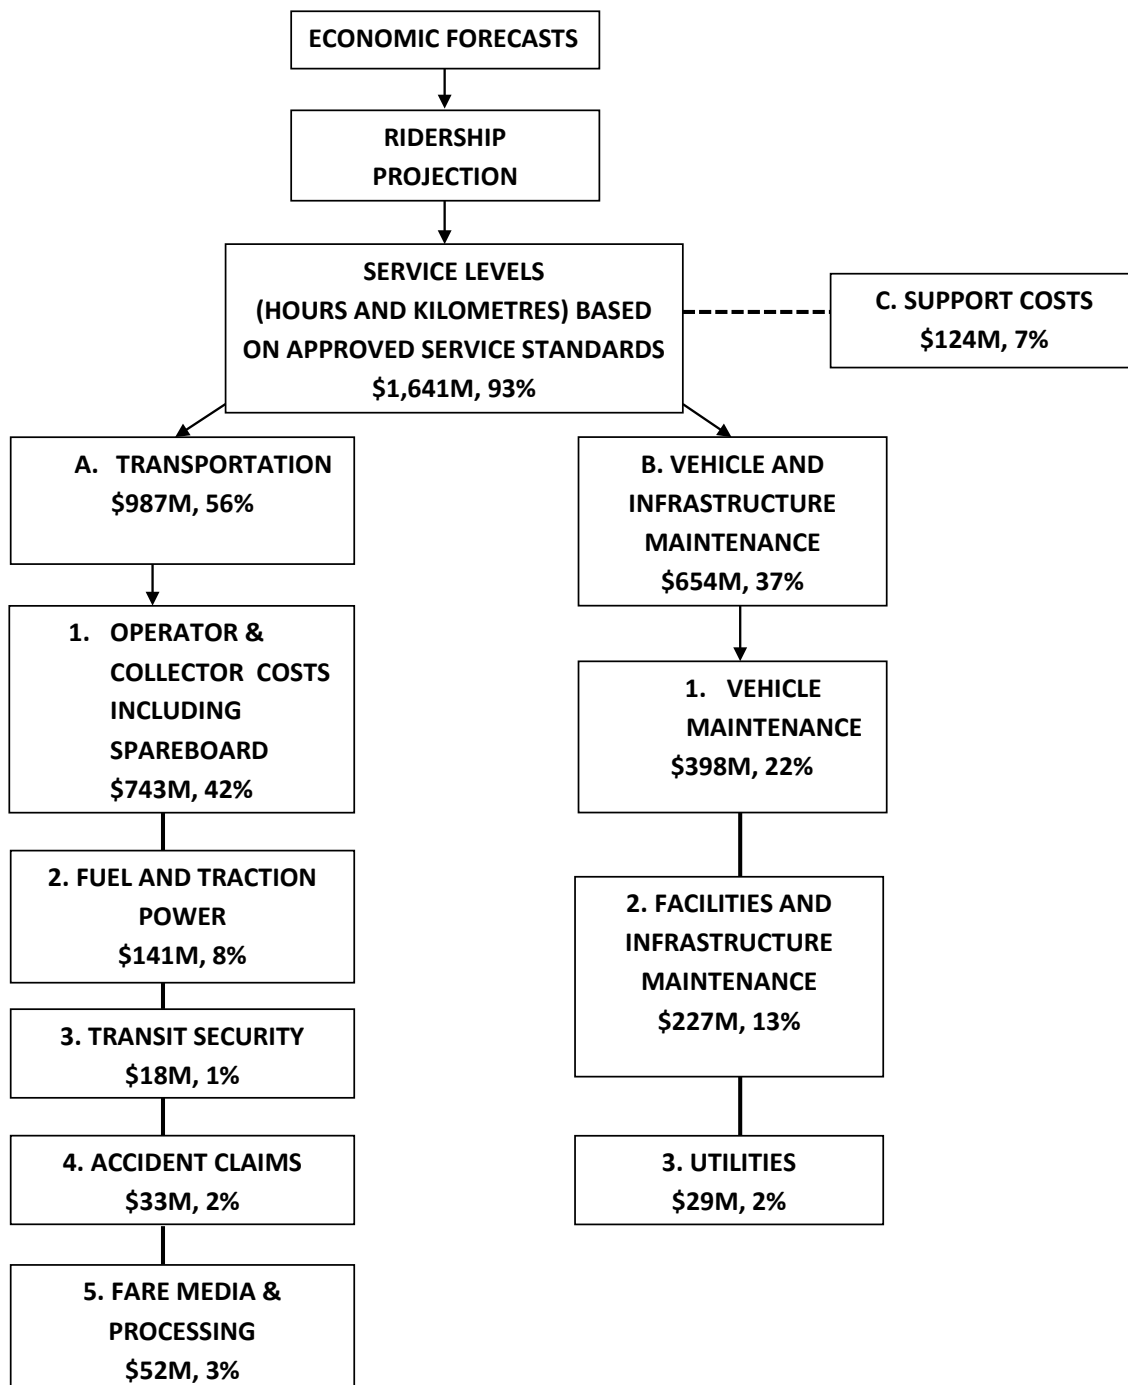 ECONOMIC FORECASTS
RIDERSHIP
PROJECTION
SERVICE LEVELS
(HOURS AND KILOMETRES) BASED
ON APPROVED SERVICE STANDARDS
$1,641M, 93%
C. SUPPORT COSTS
$124M, 7%
A. TRANSPORTATION
$987M, 56%
1. OPERATOR &
COLLECTOR COSTS
INCLUDING
SPAREBOARD
$743M, 42%
2. FUEL AND TRACTION
POWER
$141M, 8%
3. TRANSIT SECURITY
$18M, 1%
4. ACCIDENT CLAIMS
$33M, 2%
5. FARE MEDIA &
PROCESSING
$52M, 3%
B. VEHICLE AND
INFRASTRUCTURE
MAINTENANCE
$654M, 37%
1. VEHICLE
MAINTENANCE
$398M, 22%
2. FACILITIES AND
INFRASTRUCTURE
MAINTENANCE
$227M, 13%
3. UTILITIES
$29M, 2%